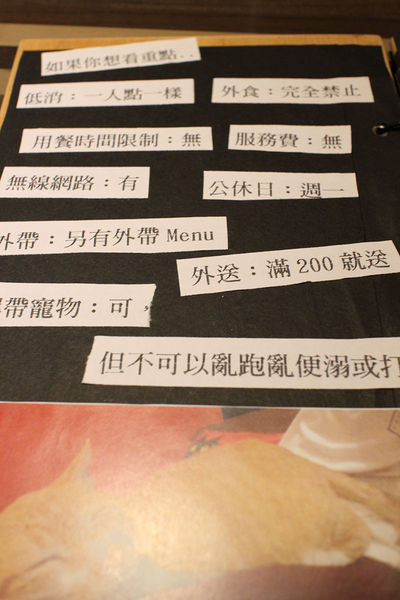 如果你想看重點..
低消：一人點一樣
外食：完全禁止
用餐時間限制：無
服務費：無
無線網路：有
公休日：週一
外帶：另有外帶 Menu
外送：滿 200 就送
帶寵物：可，
但不可以亂跑亂便溺或打